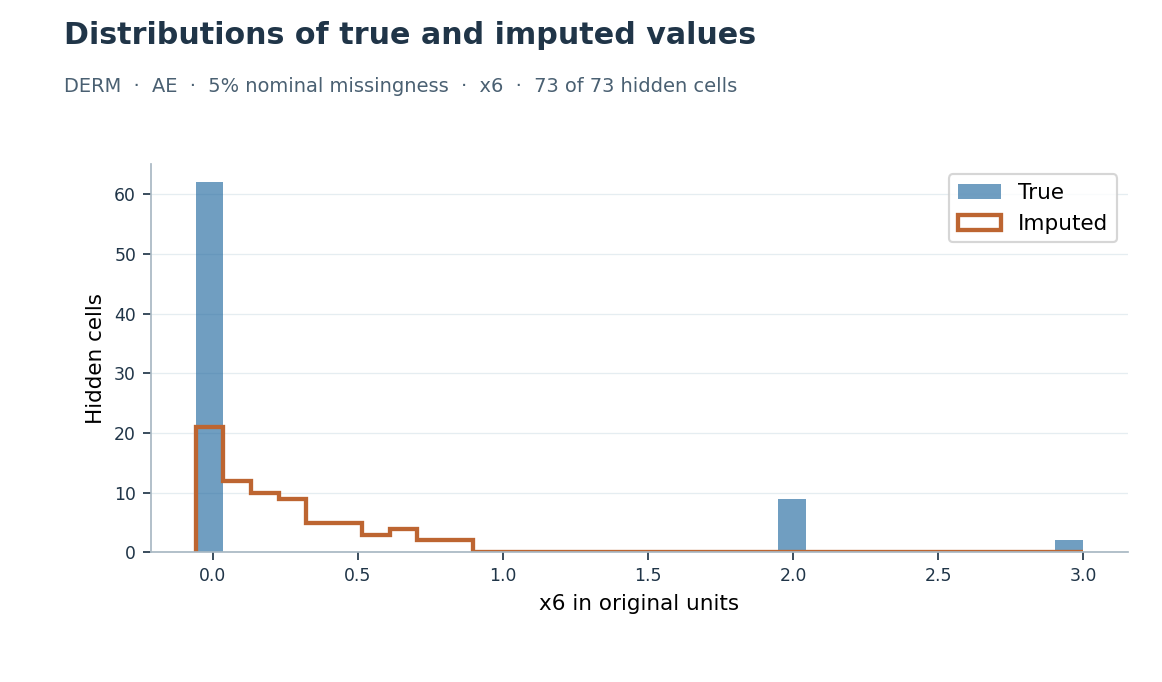 Distributions of true and imputed values
DERM · AE · 5% nominal missingness · x6 · 73 of 73 hidden cells
True
Imputed
Hidden cells
60
50
40
30
20
10
0
0.0 0.5 1.0 1.5 2.0 2.5 3.0
x6 in original units